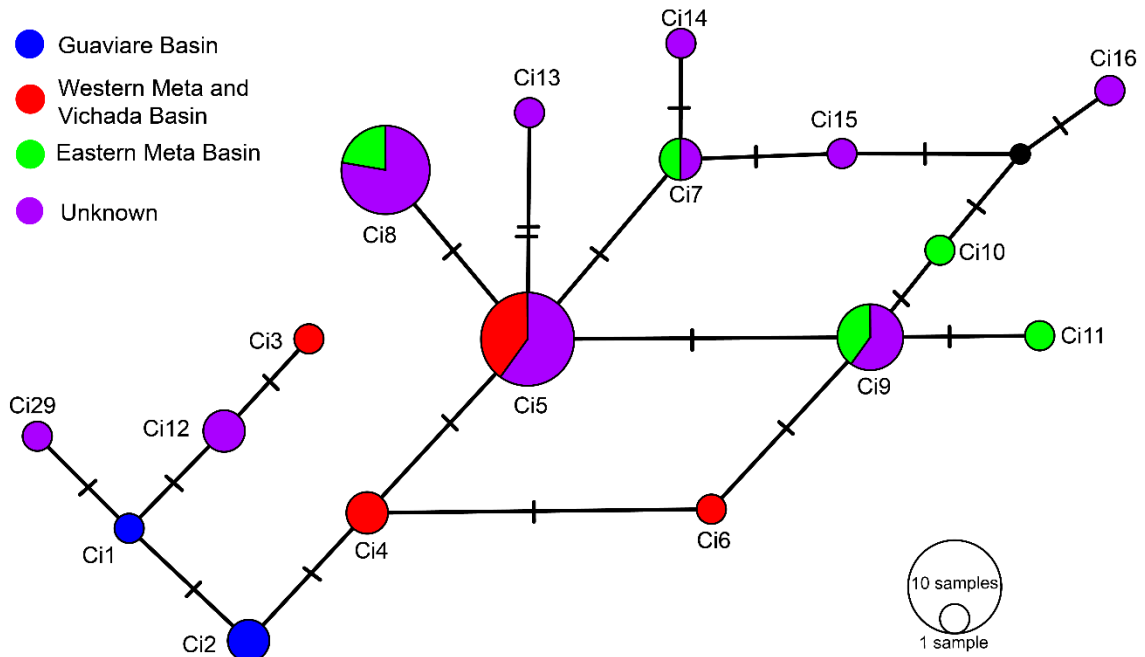 Guaviare Basin
Western Meta and
Vichada Basin
Eastern Meta Basin
Unknown
Ci14
Ci13
Ci16
Ci15
Ci7
Ci8
Ci10
Ci3
Ci11
Ci5
Ci9
Ci29
Ci12
Ci4
Ci6
Ci1
Ci2
10 samples
1 sample